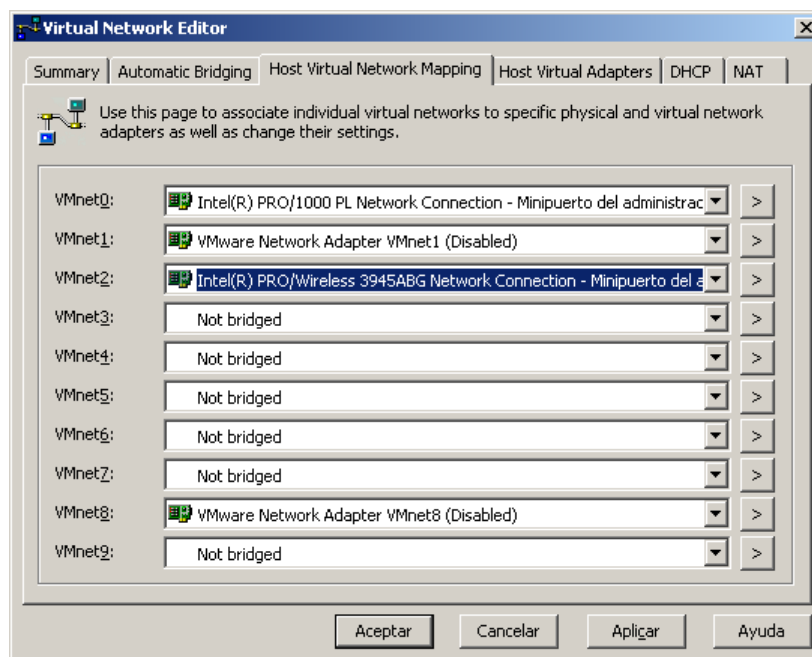 Virtual Network Editor
Summary Automatic Bridging Host Virtual Network Mapping Host Virtual Adapters DHCP NAT
Use this page to associate individual virtual networks to specific physical and virtual network
adapters as well as change their settings.
VMnet0: Intel(R) PRO/1000 PL Network Connection - Minipuerto del administrac >
VMnet1: VMware Network Adapter VMnet1 (Disabled) >
VMnet2: Intel(R) PRO/Wireless 3945ABG Network Connection - Minipuerto del a >
VMnet3: Not bridged >
VMnet4: Not bridged >
VMnet5: Not bridged >
VMnet6: Not bridged >
VMnet7: Not bridged >
VMnet8: VMware Network Adapter VMnet8 (Disabled) >
VMnet9: Not bridged >
Aceptar Cancelar Aplicar Ayuda